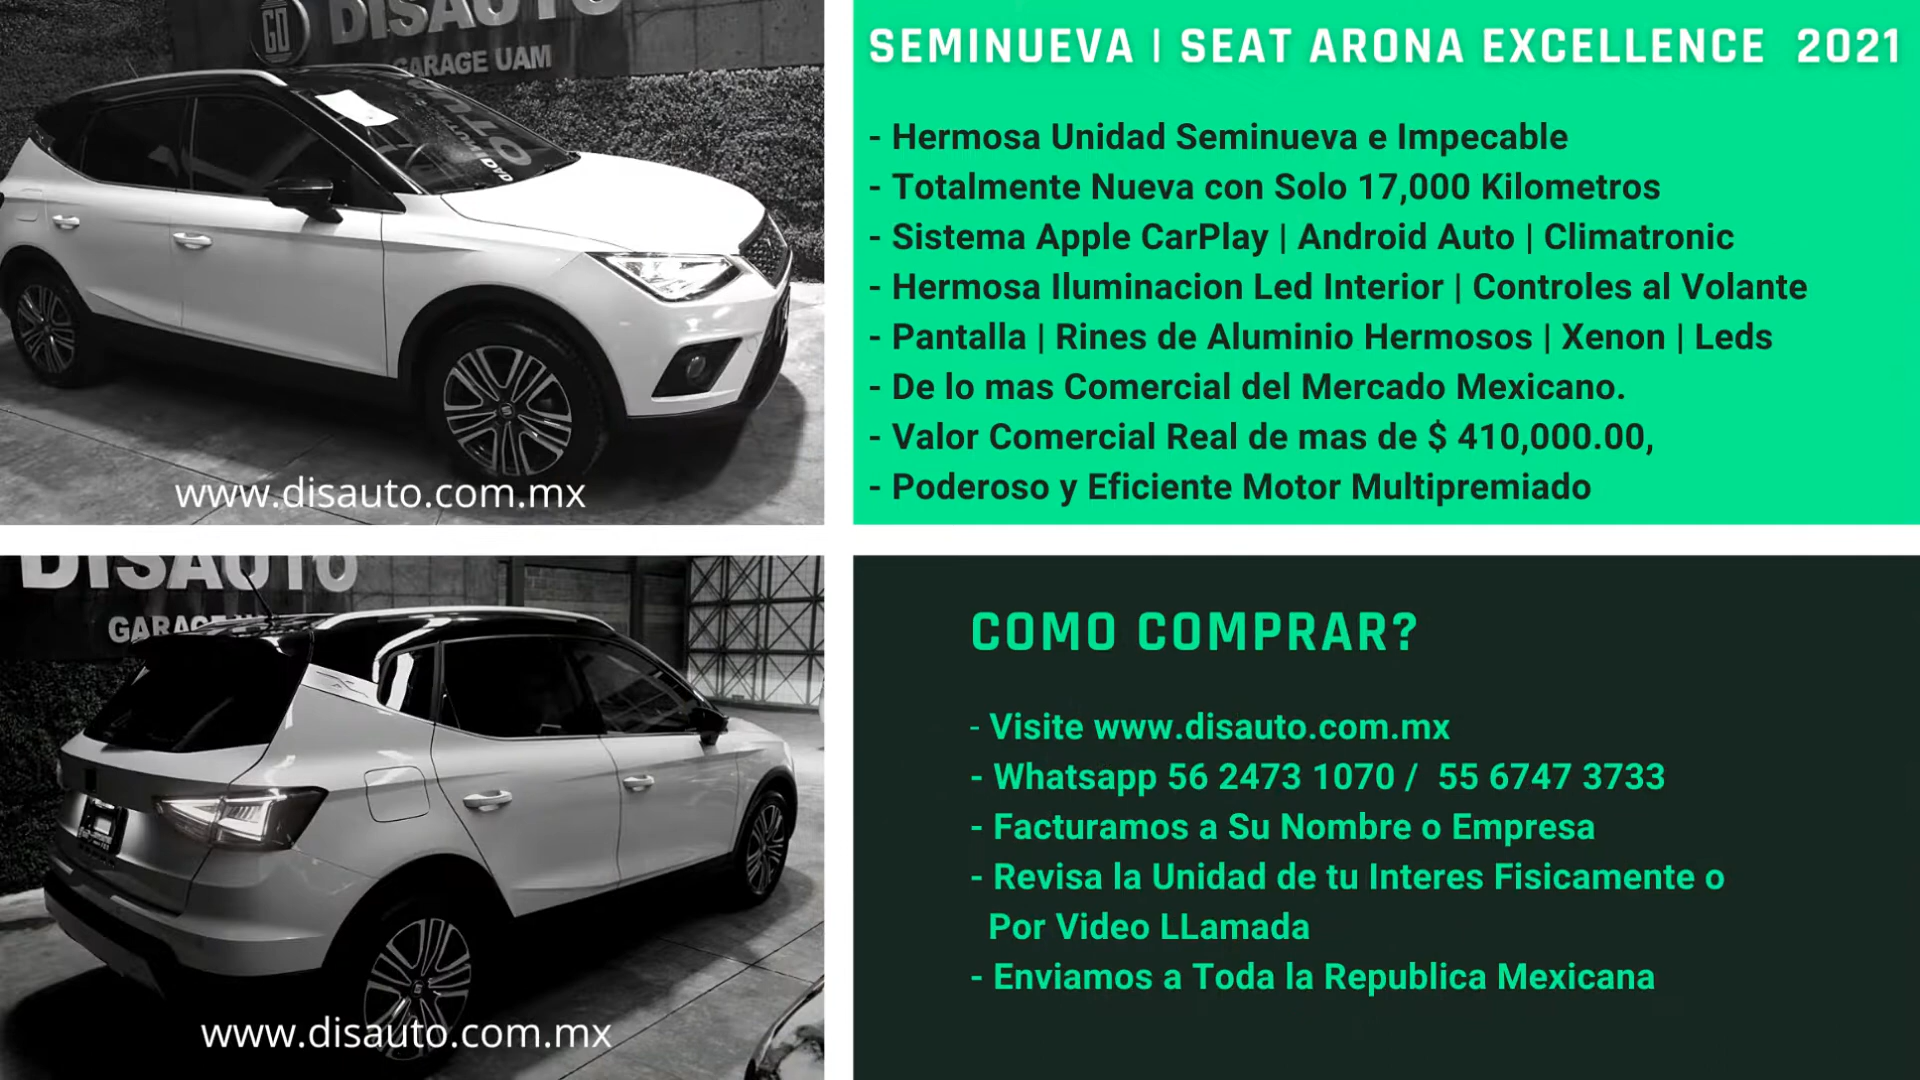 GD
DISAUTO
GARAGE UAM
www.disauto.com.mx
SEMINUEVA | SEAT ARONA EXCELLENCE 2021
- Hermosa Unidad Seminueva e Impecable
- Totalmente Nueva con Solo 17,000 Kilometros
- Sistema Apple CarPlay | Android Auto | Climatronic
- Hermosa Iluminacion Led Interior | Controles al Volante
- Pantalla | Rines de Aluminio Hermosos | Xenon | Leds
- De lo mas Comercial del Mercado Mexicano.
- Valor Comercial Real de mas de $ 410,000.00,
- Poderoso y Eficiente Motor Multipremiado
DISAUTO
www.disauto.com.mx
COMO COMPRAR?
- Visite www.disauto.com.mx
- Whatsapp 56 2473 1070 / 55 6747 3733
- Facturamos a Su Nombre o Empresa
- Revisa la Unidad de tu Interes Fisicamente o
Por Video LLamada
- Enviamos a Toda la Republica Mexicana